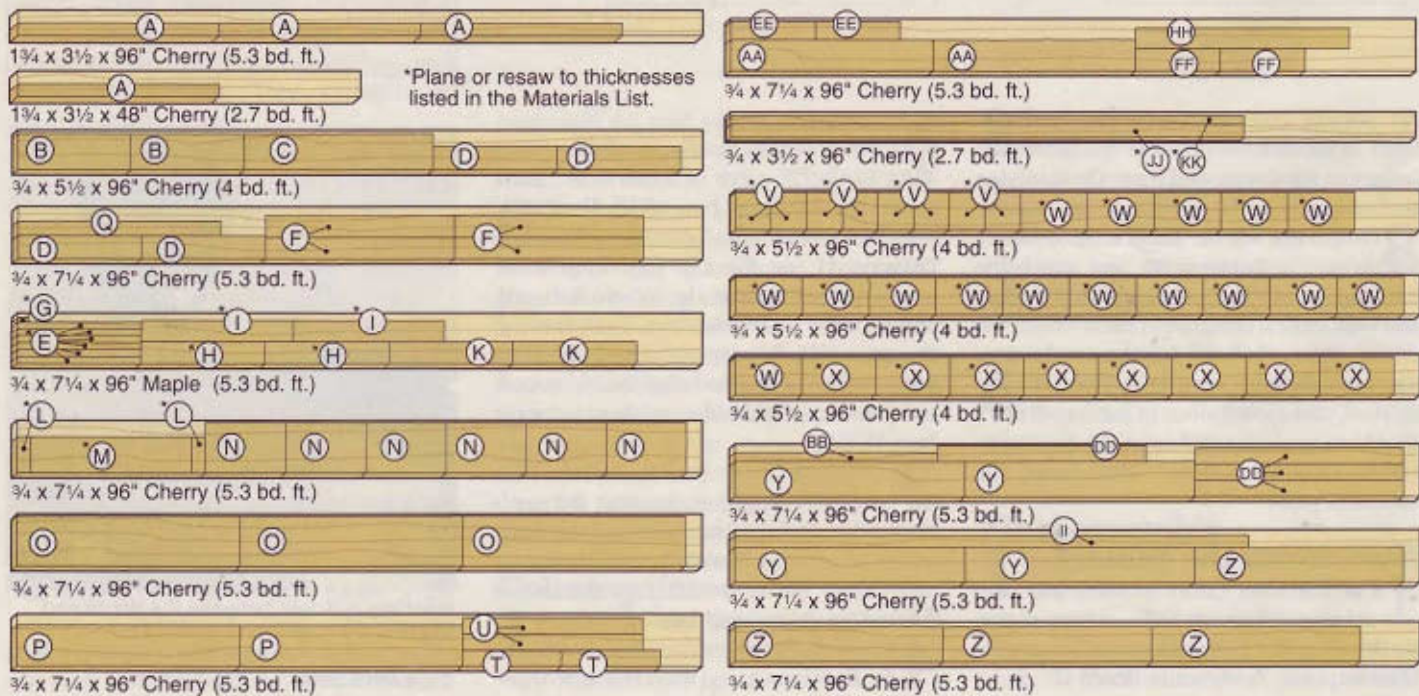 A A A
1¾ x 3½ x 96" Cherry (5.3 bd. ft.)
A
1¾ x 3½ x 48" Cherry (2.7 bd. ft.)
*Plane or resaw to thicknesses
listed in the Materials List.
B B C D D
¾ x 5½ x 96" Cherry (4 bd. ft.)
Q
D D F F
¾ x 7¼ x 96" Cherry (5.3 bd. ft.)
*G *I *I
*E *H *H K K
¾ x 7¼ x 96" Maple (5.3 bd. ft.)
*L *L
*M N N N N N N
¾ x 7¼ x 96" Cherry (5.3 bd. ft.)
O O O
¾ x 7¼ x 96" Cherry (5.3 bd. ft.)
U
P P T T
¾ x 7¼ x 96" Cherry (5.3 bd. ft.)
EE EE HH
AA AA FF FF
¾ x 7¼ x 96" Cherry (5.3 bd. ft.)
¾ x 3½ x 96" Cherry (2.7 bd. ft.)
*JJ *KK
*V *V *V *V *W *W *W *W *W
¾ x 5½ x 96" Cherry (4 bd. ft.)
*W *W *W *W *W *W *W *W *W
¾ x 5½ x 96" Cherry (4 bd. ft.)
*W *X *X *X *X *X *X *X *X
¾ x 5½ x 96" Cherry (4 bd. ft.)
BB DD
Y Y DD
¾ x 7¼ x 96" Cherry (5.3 bd. ft.)
II
Y Y Z
¾ x 7¼ x 96" Cherry (5.3 bd. ft.)
Z Z Z
¾ x 7¼ x 96" Cherry (5.3 bd. ft.)